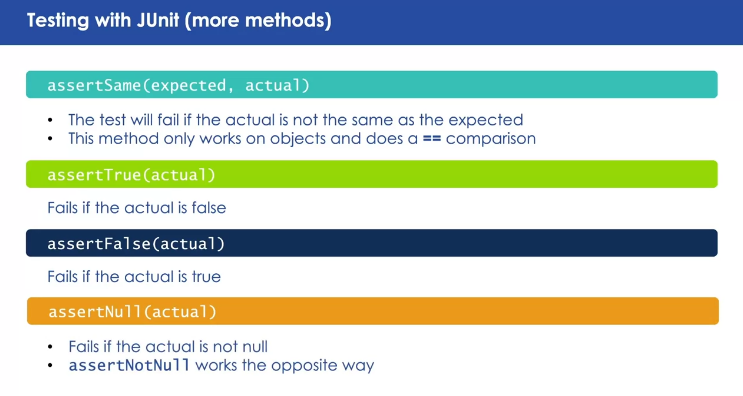 Testing with JUnit (more methods)
assertSame(expected, actual)
• The test will fail if the actual is not the same as the expected
• This method only works on objects and does a == comparison
assertTrue(actual)
Fails if the actual is false
assertFalse(actual)
Fails if the actual is true
assertNull(actual)
• Fails if the actual is not null
• assertNotNull works the opposite way